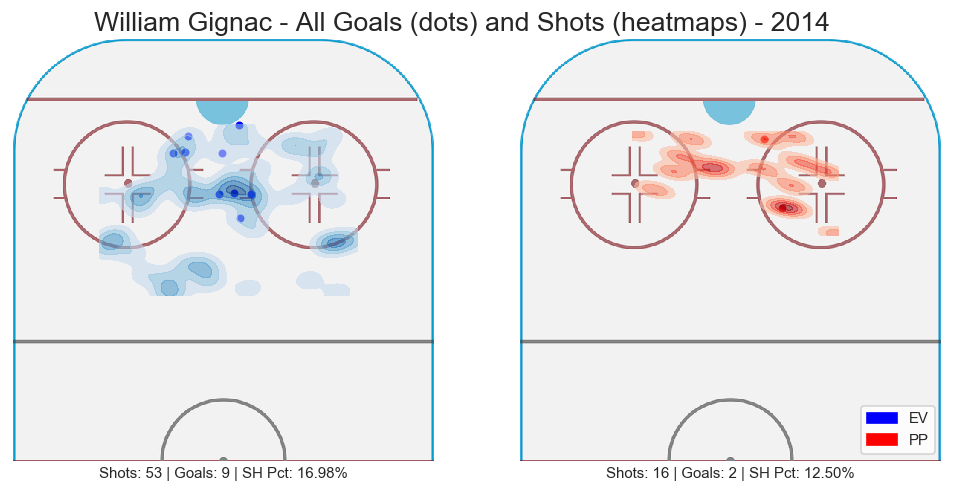 William Gignac - All Goals (dots) and Shots (heatmaps) - 2014
EV
PP
Shots: 53 | Goals: 9 | SH Pct: 16.98%
Shots: 16 | Goals: 2 | SH Pct: 12.50%